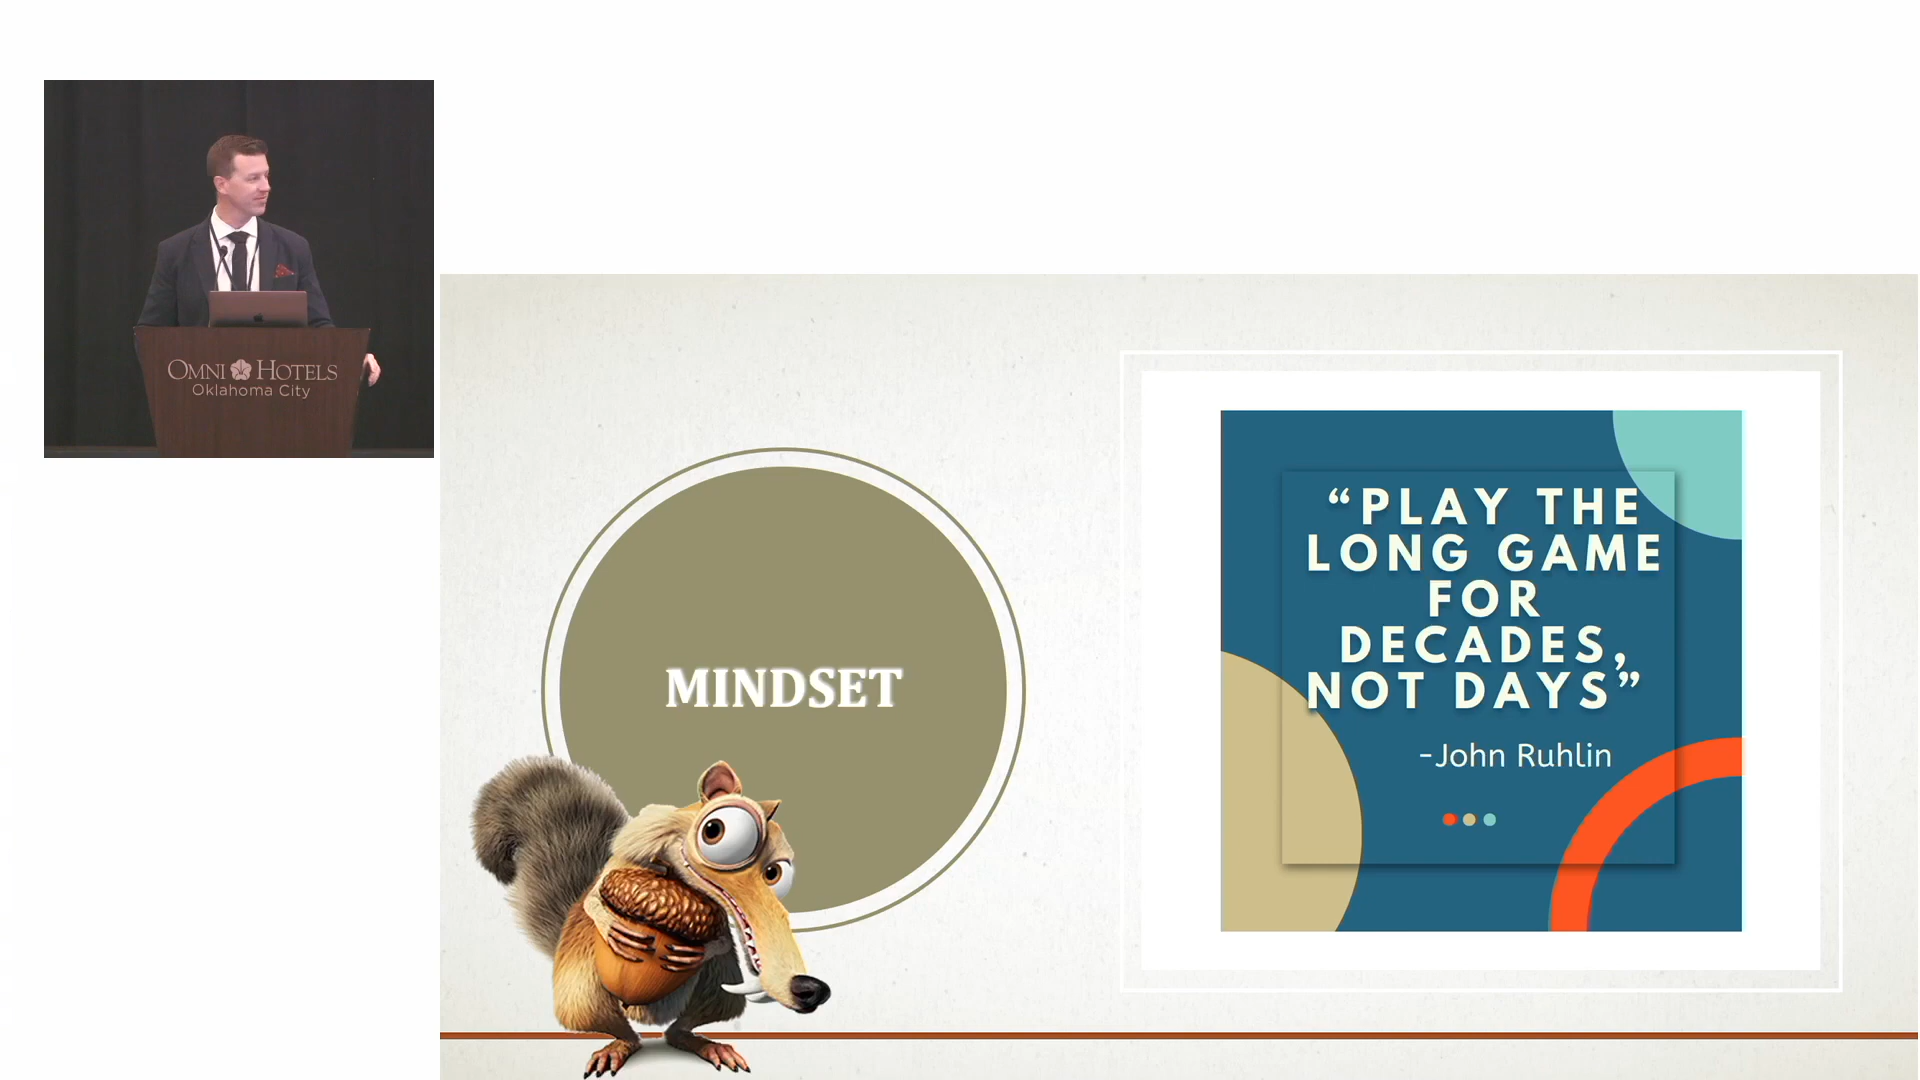 OMNI HOTELS
Oklahoma City
MINDSET
“PLAY THE
LONG GAME
FOR
DECADES,
NOT DAYS”
-John Ruhlin